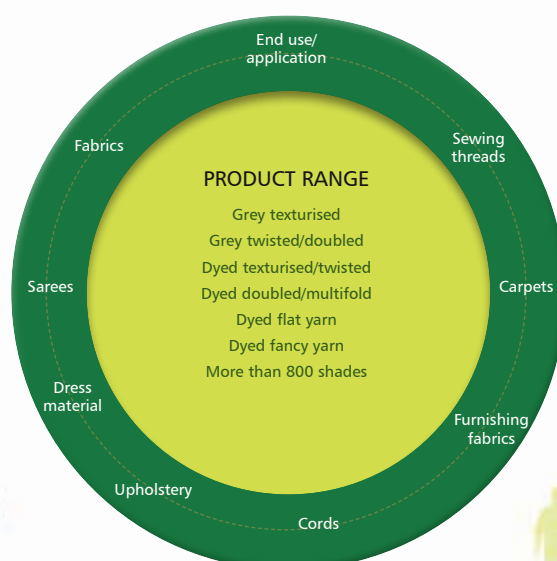 End use/
application
Sewing
threads
Carpets
Furnishing
fabrics
Cords
Upholstery
Dress
material
Sarees
Fabrics
PRODUCT RANGE
Grey texturised
Grey twisted/doubled
Dyed texturised/twisted
Dyed doubled/multifold
Dyed flat yarn
Dyed fancy yarn
More than 800 shades